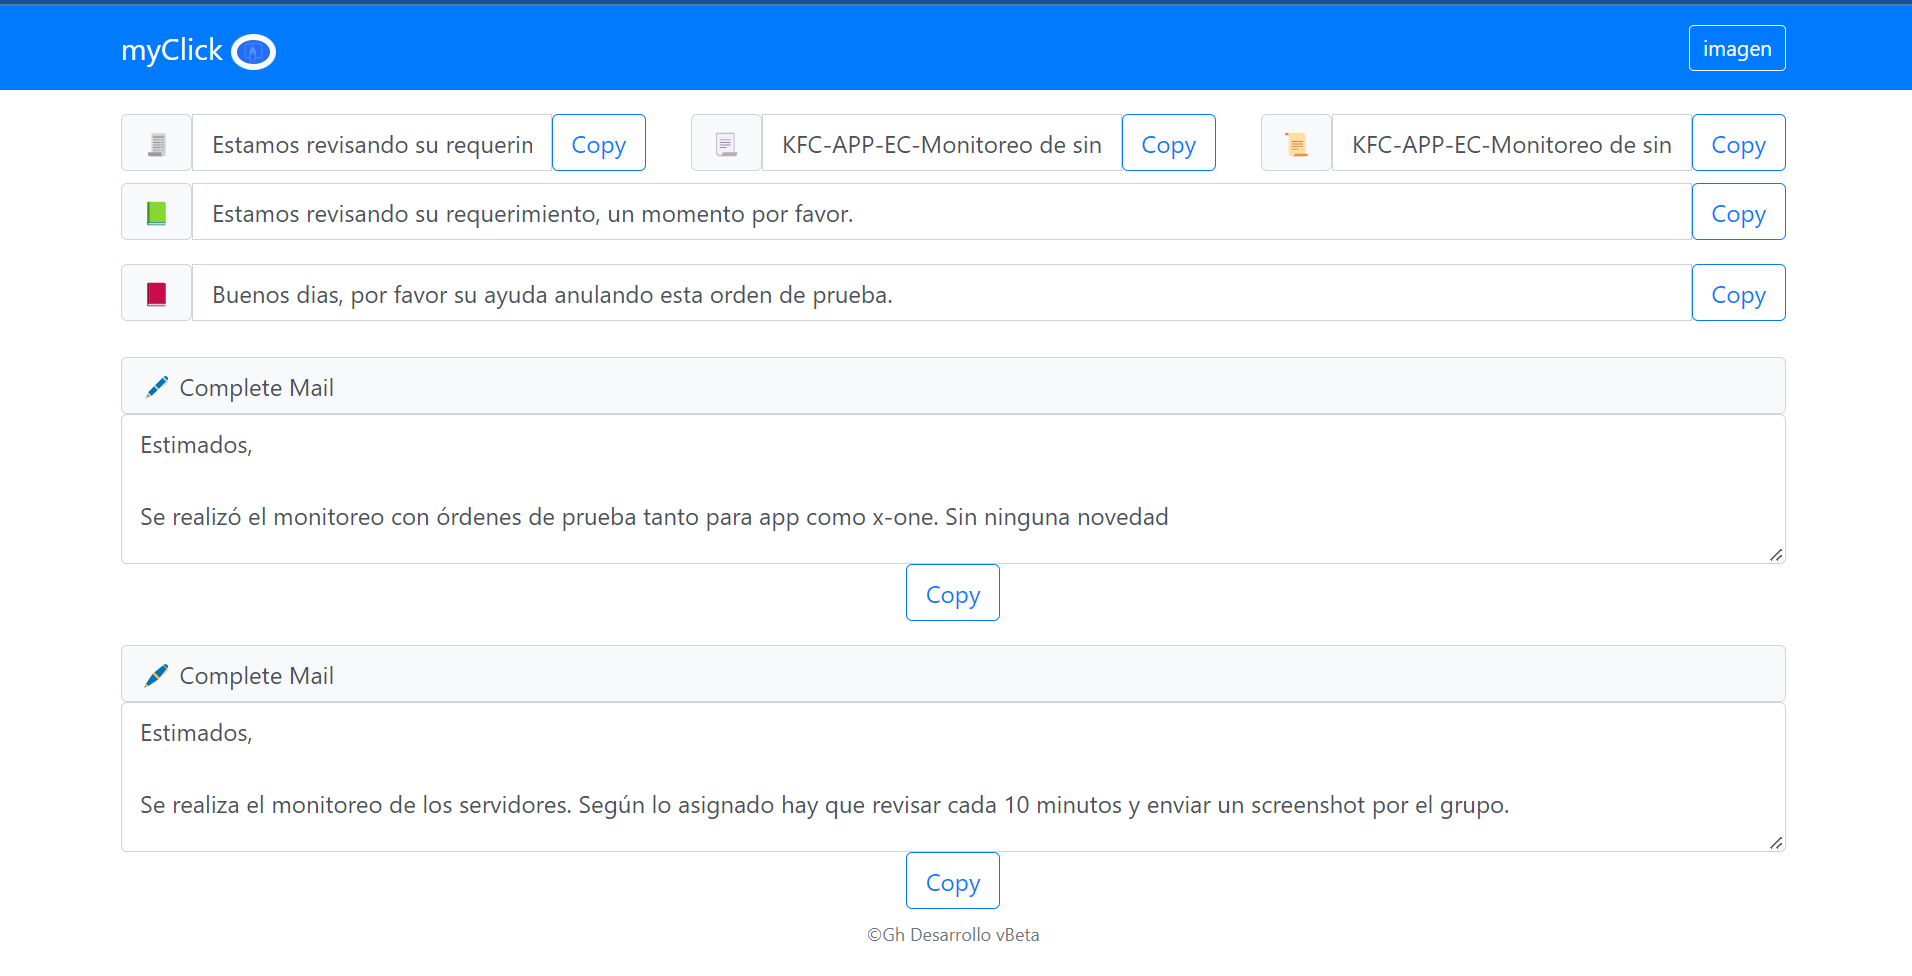 myClick
imagen
Estamos revisando su requerin
Copy
KFC-APP-EC-Monitoreo de sin
Copy
KFC-APP-EC-Monitoreo de sin
Copy
Estamos revisando su requerimiento, un momento por favor.
Copy
Buenos dias, por favor su ayuda anulando esta orden de prueba.
Copy
Complete Mail
Estimados,
Se realizó el monitoreo con órdenes de prueba tanto para app como x-one. Sin ninguna novedad
Copy
Complete Mail
Estimados,
Se realiza el monitoreo de los servidores. Según lo asignado hay que revisar cada 10 minutos y enviar un screenshot por el grupo.
Copy
©Gh Desarrollo vBeta